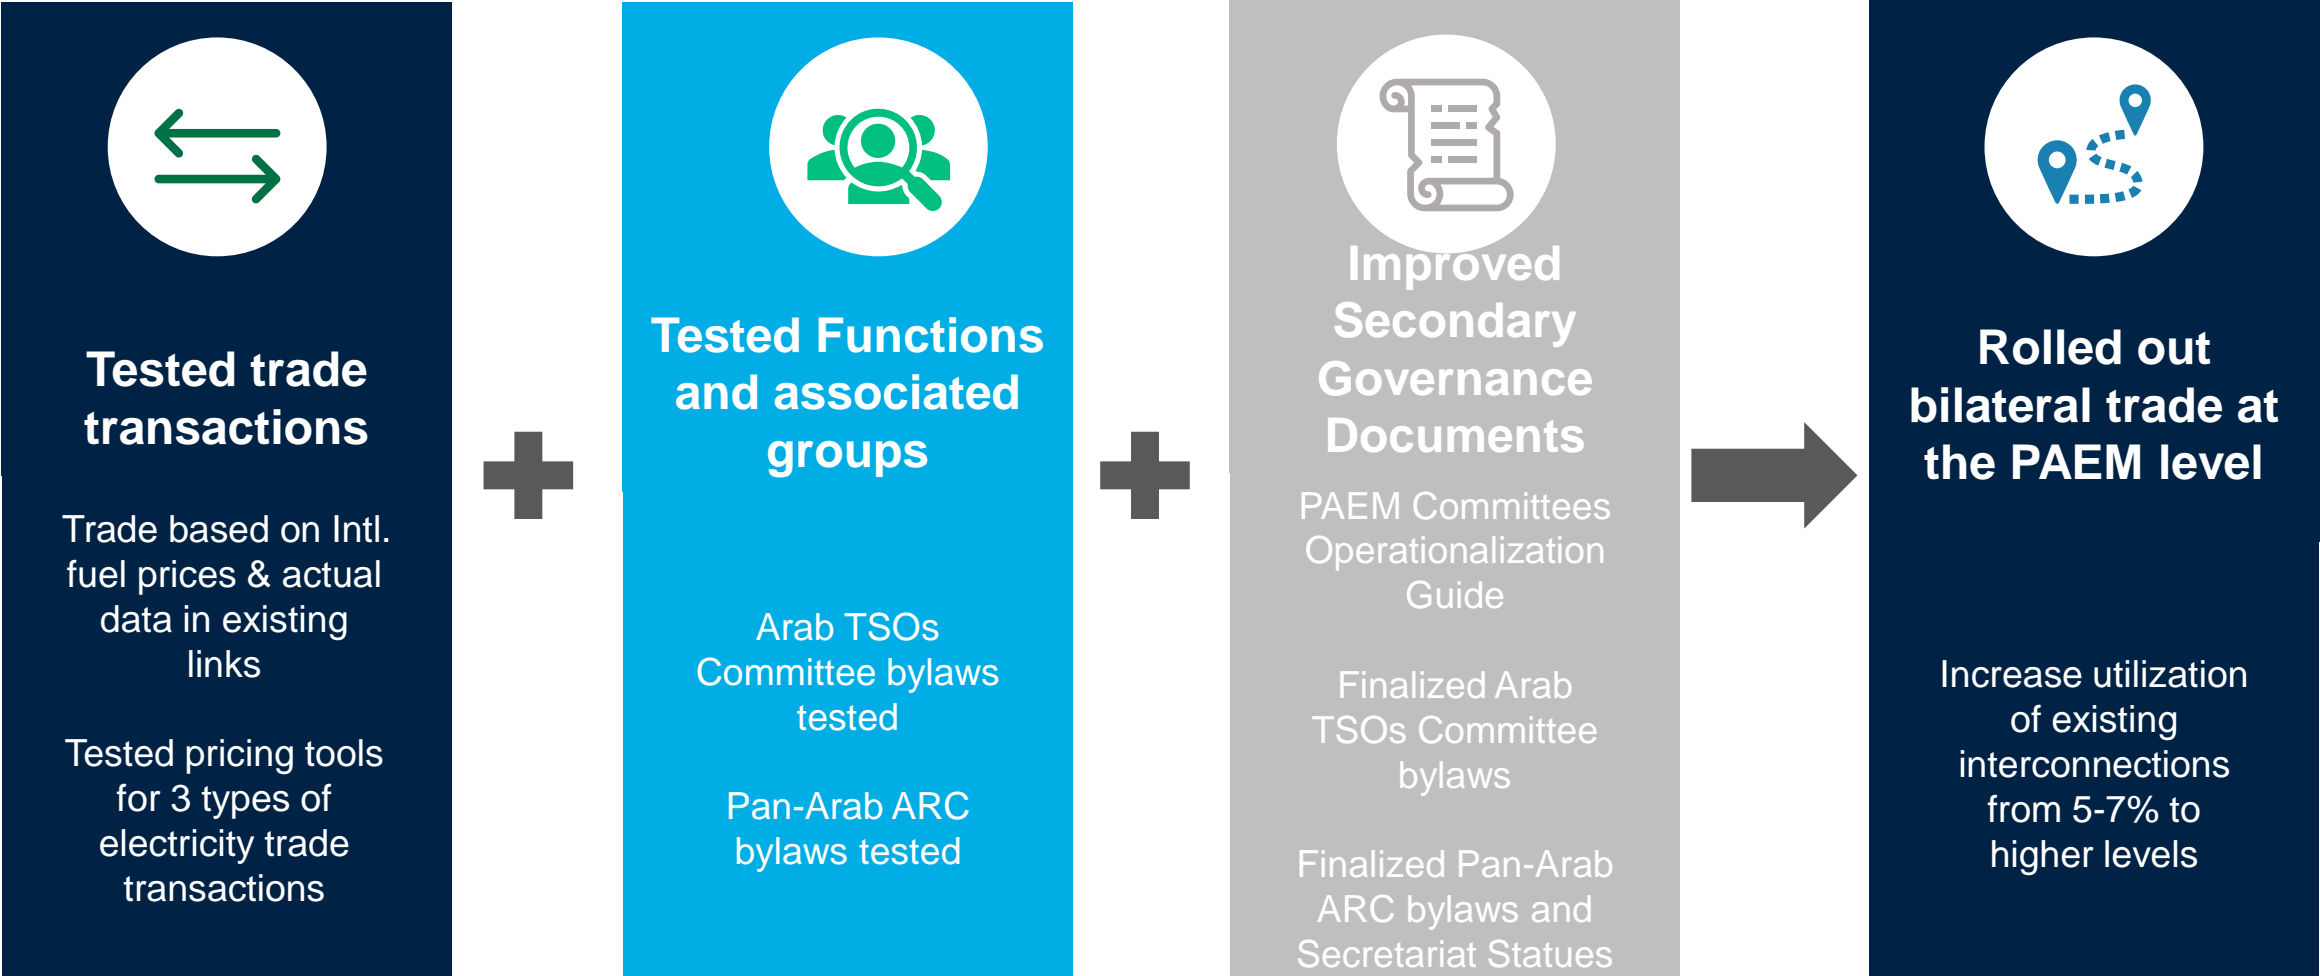 Tested trade
transactions
Trade based on Intl.
fuel prices & actual
data in existing
links
Tested pricing tools
for 3 types of
electricity trade
transactions
Tested Functions
and associated
groups
Arab TSOs
Committee bylaws
tested
Pan-Arab ARC
bylaws tested
Improved
Secondary
Governance
Documents
PAEM Committees
Operationalization
Guide
Finalized Arab
TSOs Committee
bylaws
Finalized Pan-Arab
ARC bylaws and
Secretariat Statues
Rolled out
bilateral trade at
the PAEM level
Increase utilization
of existing
interconnections
from 5-7% to
higher levels